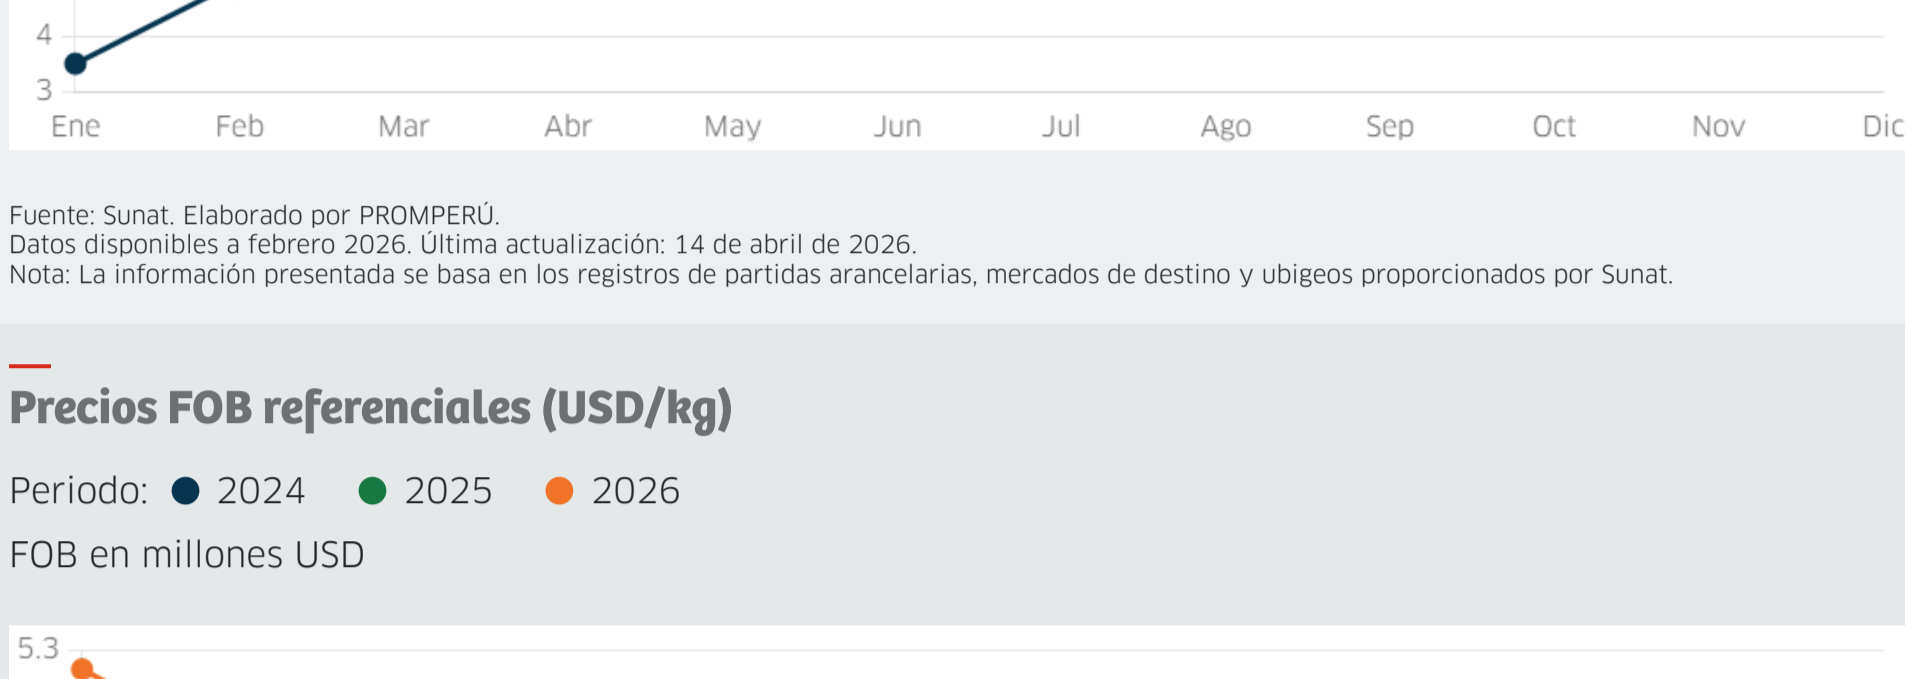 4
3
Ene Feb Mar Abr May Jun Jul Ago Sep Oct Nov Dic
Fuente: Sunat. Elaborado por PROMPERÚ.
Datos disponibles a febrero 2026. Última actualización: 14 de abril de 2026.
Nota: La información presentada se basa en los registros de partidas arancelarias, mercados de destino y ubigeos proporcionados por Sunat.
Precios FOB referenciales (USD/kg)
Periodo: 2024 2025 2026
FOB en millones USD
5.3